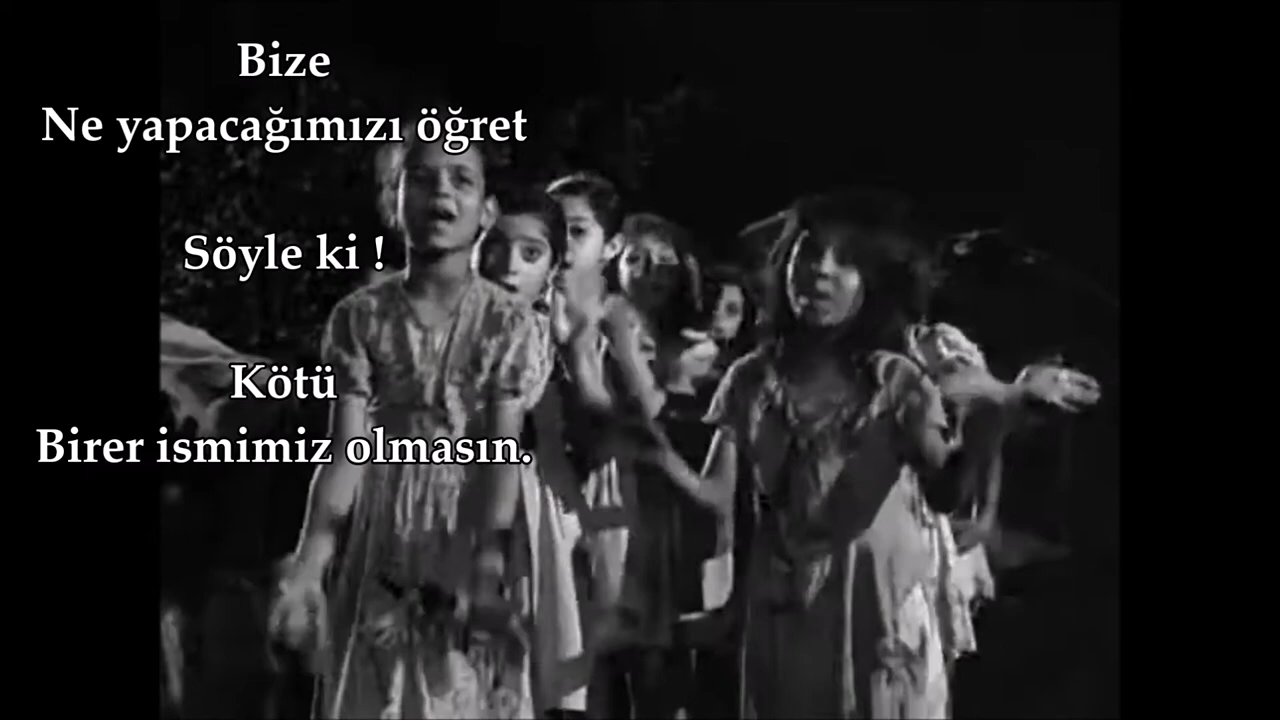 Bize
Ne yapacağımızı öğret
Söyle ki !
Kötü
Birer ismimiz olmasın.